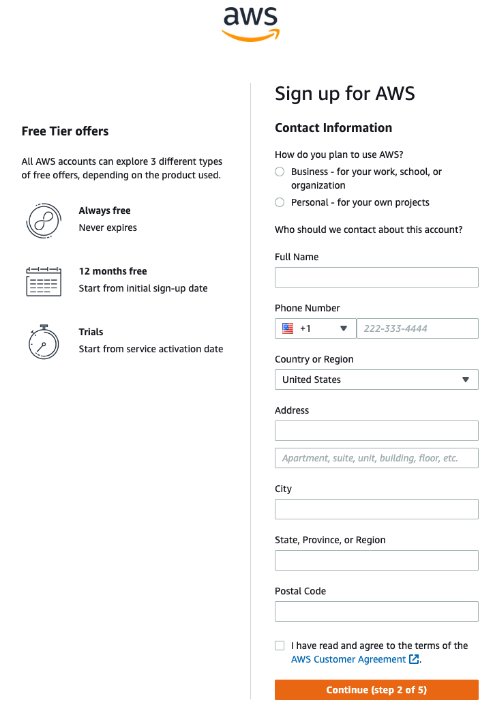 aws
Free Tier offers
All AWS accounts can explore 3 different types
of free offers, depending on the product used.
Always free
Never expires
12 months free
Start from initial sign-up date
Trials
Start from service activation date
Sign up for AWS
Contact Information
How do you plan to use AWS?
Business - for your work, school, or
organization
Personal - for your own projects
Who should we contact about this account?
Full Name
Phone Number
+1
222-333-4444
Country or Region
United States
Address
Apartment, suite, unit, building, floor, etc.
City
State, Province, or Region
Postal Code
I have read and agree to the terms of the
AWS Customer Agreement.
Continue (step 2 of 5)